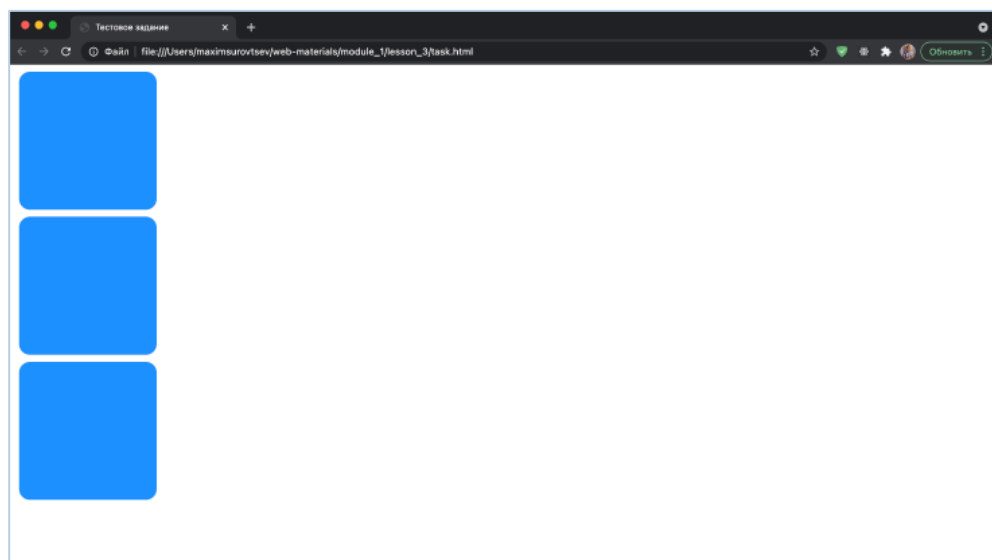 Тестовое задание
Файл file:///Users/maximsurovtsev/web-materials/module_1/lesson_3/task.html Обновить